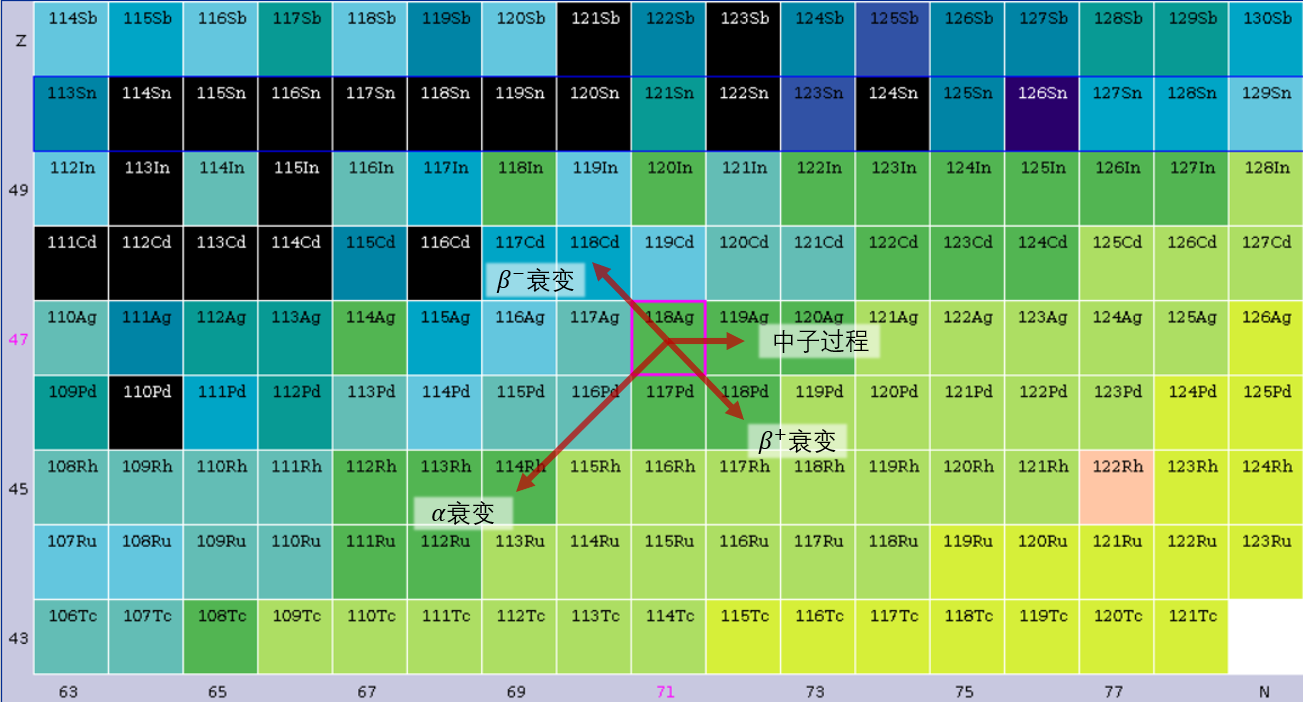 Z 114Sb 115Sb 116Sb 117Sb 118Sb 119Sb 120Sb 121Sb 122Sb 123Sb 124Sb 125Sb 126Sb 127Sb 128Sb 129Sb 130Sb
113Sn 114Sn 115Sn 116Sn 117Sn 118Sn 119Sn 120Sn 121Sn 122Sn 123Sn 124Sn 125Sn 126Sn 127Sn 128Sn 129Sn
49 112In 113In 114In 115In 116In 117In 118In 119In 120In 121In 122In 123In 124In 125In 126In 127In 128In
111Cd 112Cd 113Cd 114Cd 115Cd 116Cd 117Cd 118Cd 119Cd 120Cd 121Cd 122Cd 123Cd 124Cd 125Cd 126Cd 127Cd
β⁻衰变
47 110Ag 111Ag 112Ag 113Ag 114Ag 115Ag 116Ag 117Ag 118Ag 119Ag 120Ag 121Ag 122Ag 123Ag 124Ag 125Ag 126Ag
中子过程
109Pd 110Pd 111Pd 112Pd 113Pd 114Pd 115Pd 116Pd 117Pd 118Pd 119Pd 120Pd 121Pd 122Pd 123Pd 124Pd 125Pd
β⁺衰变
45 108Rh 109Rh 110Rh 111Rh 112Rh 113Rh 114Rh 115Rh 116Rh 117Rh 118Rh 119Rh 120Rh 121Rh 122Rh 123Rh 124Rh
α衰变
107Ru 108Ru 109Ru 110Ru 111Ru 112Ru 113Ru 114Ru 115Ru 116Ru 117Ru 118Ru 119Ru 120Ru 121Ru 122Ru 123Ru
43 106Tc 107Tc 108Tc 109Tc 110Tc 111Tc 112Tc 113Tc 114Tc 115Tc 116Tc 117Tc 118Tc 119Tc 120Tc 121Tc
63 65 67 69 71 73 75 77 N